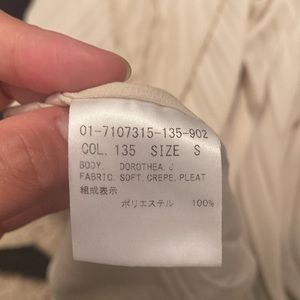 01-7107315-135-902
COL. 135 SIZE S
BODY. DOROTHEA.J
FABRIC.SOFT.CREPE.PLEAT
組成表示
ポリエステル 100%